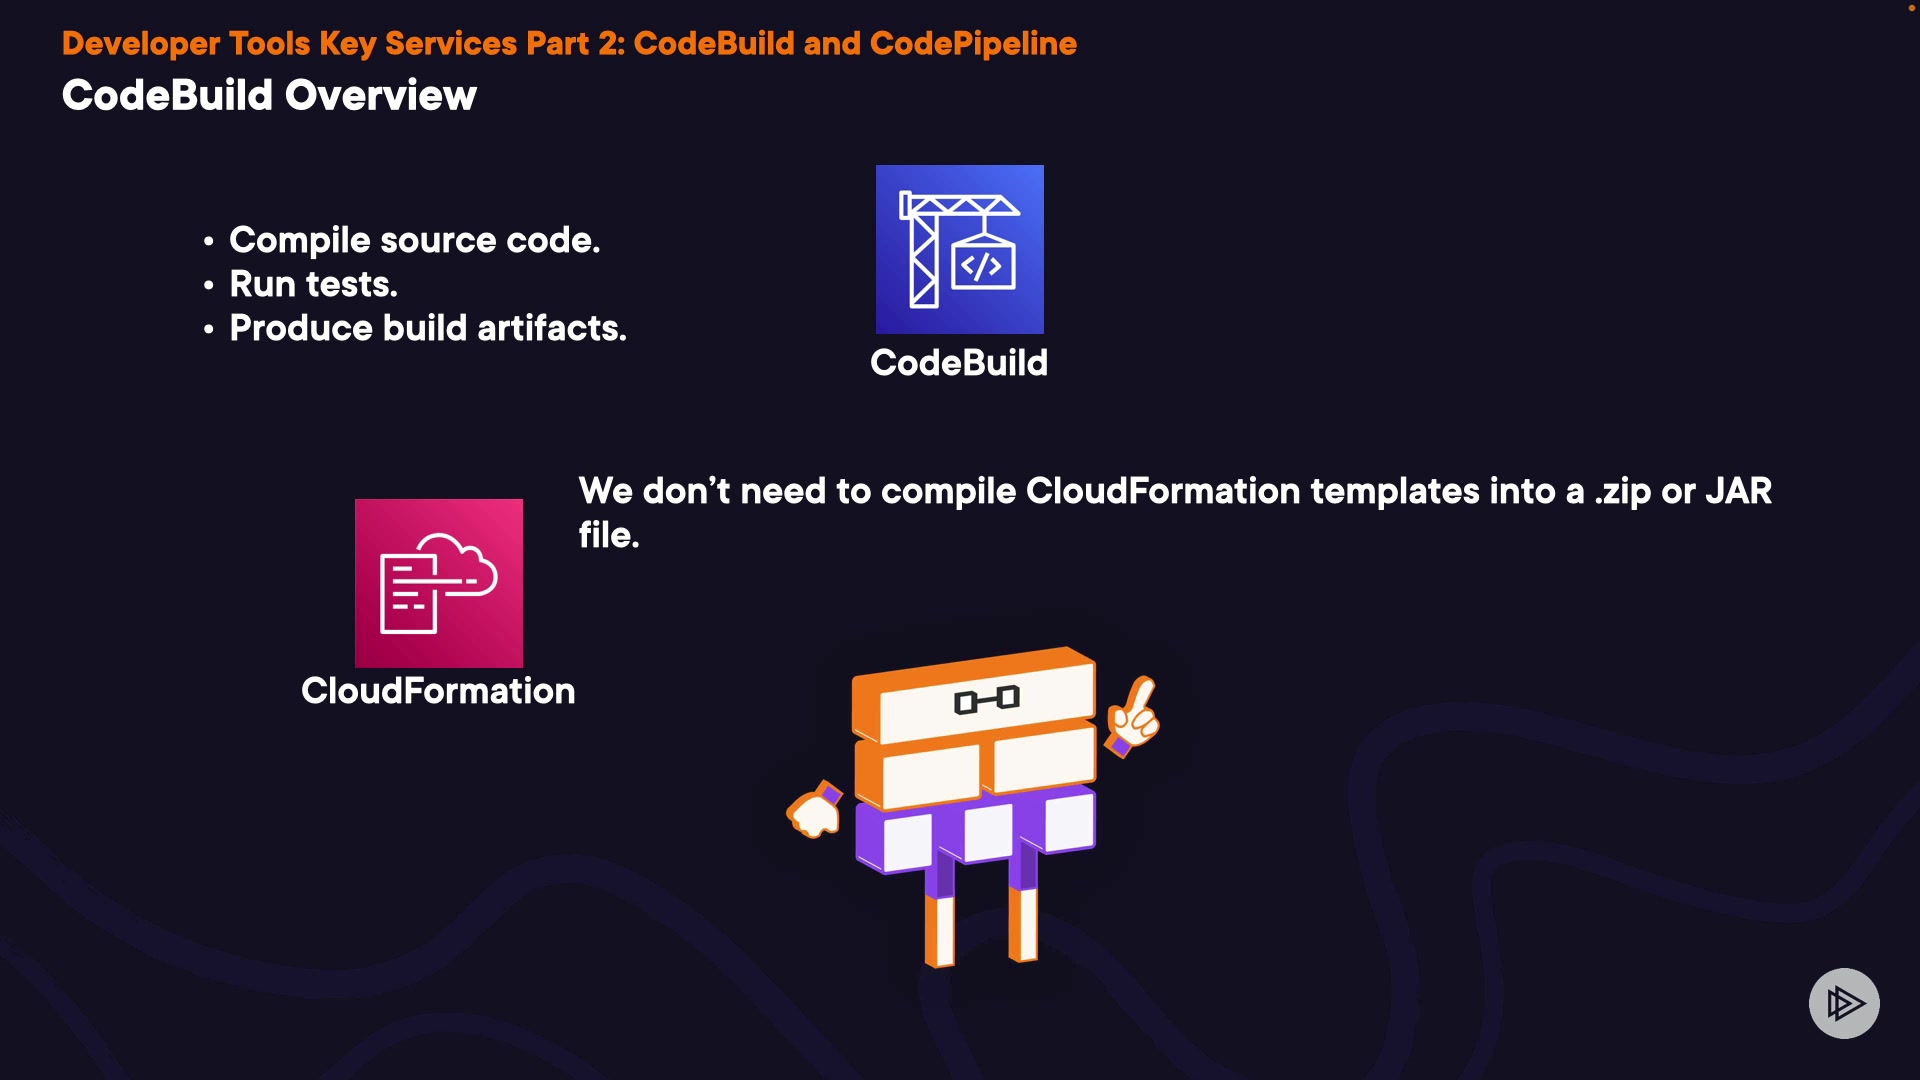 Developer Tools Key Services Part 2: CodeBuild and CodePipeline
CodeBuild Overview
• Compile source code.
• Run tests.
• Produce build artifacts.
</>
CodeBuild
We don’t need to compile CloudFormation templates into a .zip or JAR
file.
CloudFormation